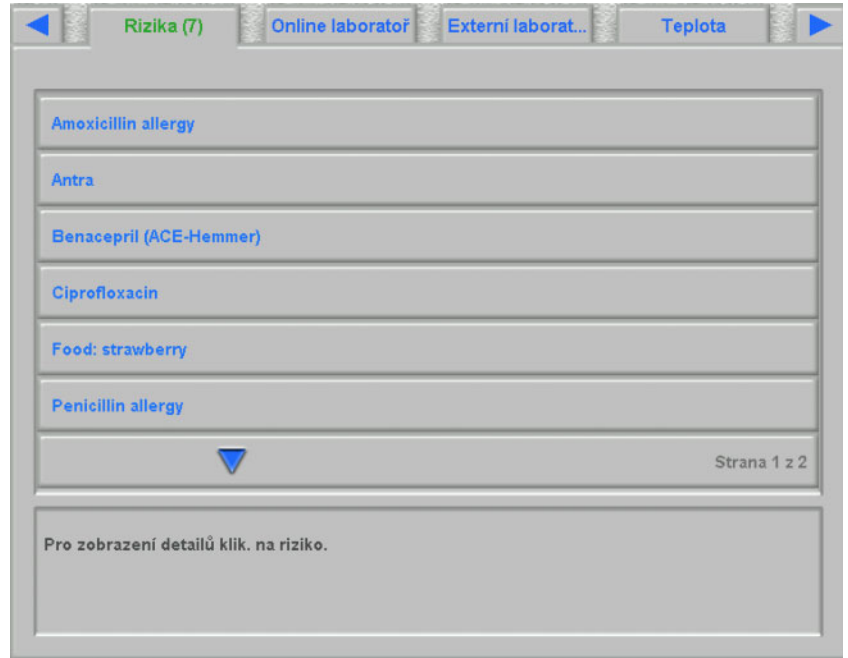 Rizika (7)
Online laboratoř
Externí laborat...
Teplota
Amoxicillin allergy
Antra
Benacepril (ACE-Hemmer)
Ciprofloxacin
Food: strawberry
Penicillin allergy
Strana 1 z 2
Pro zobrazení detailů klik. na riziko.